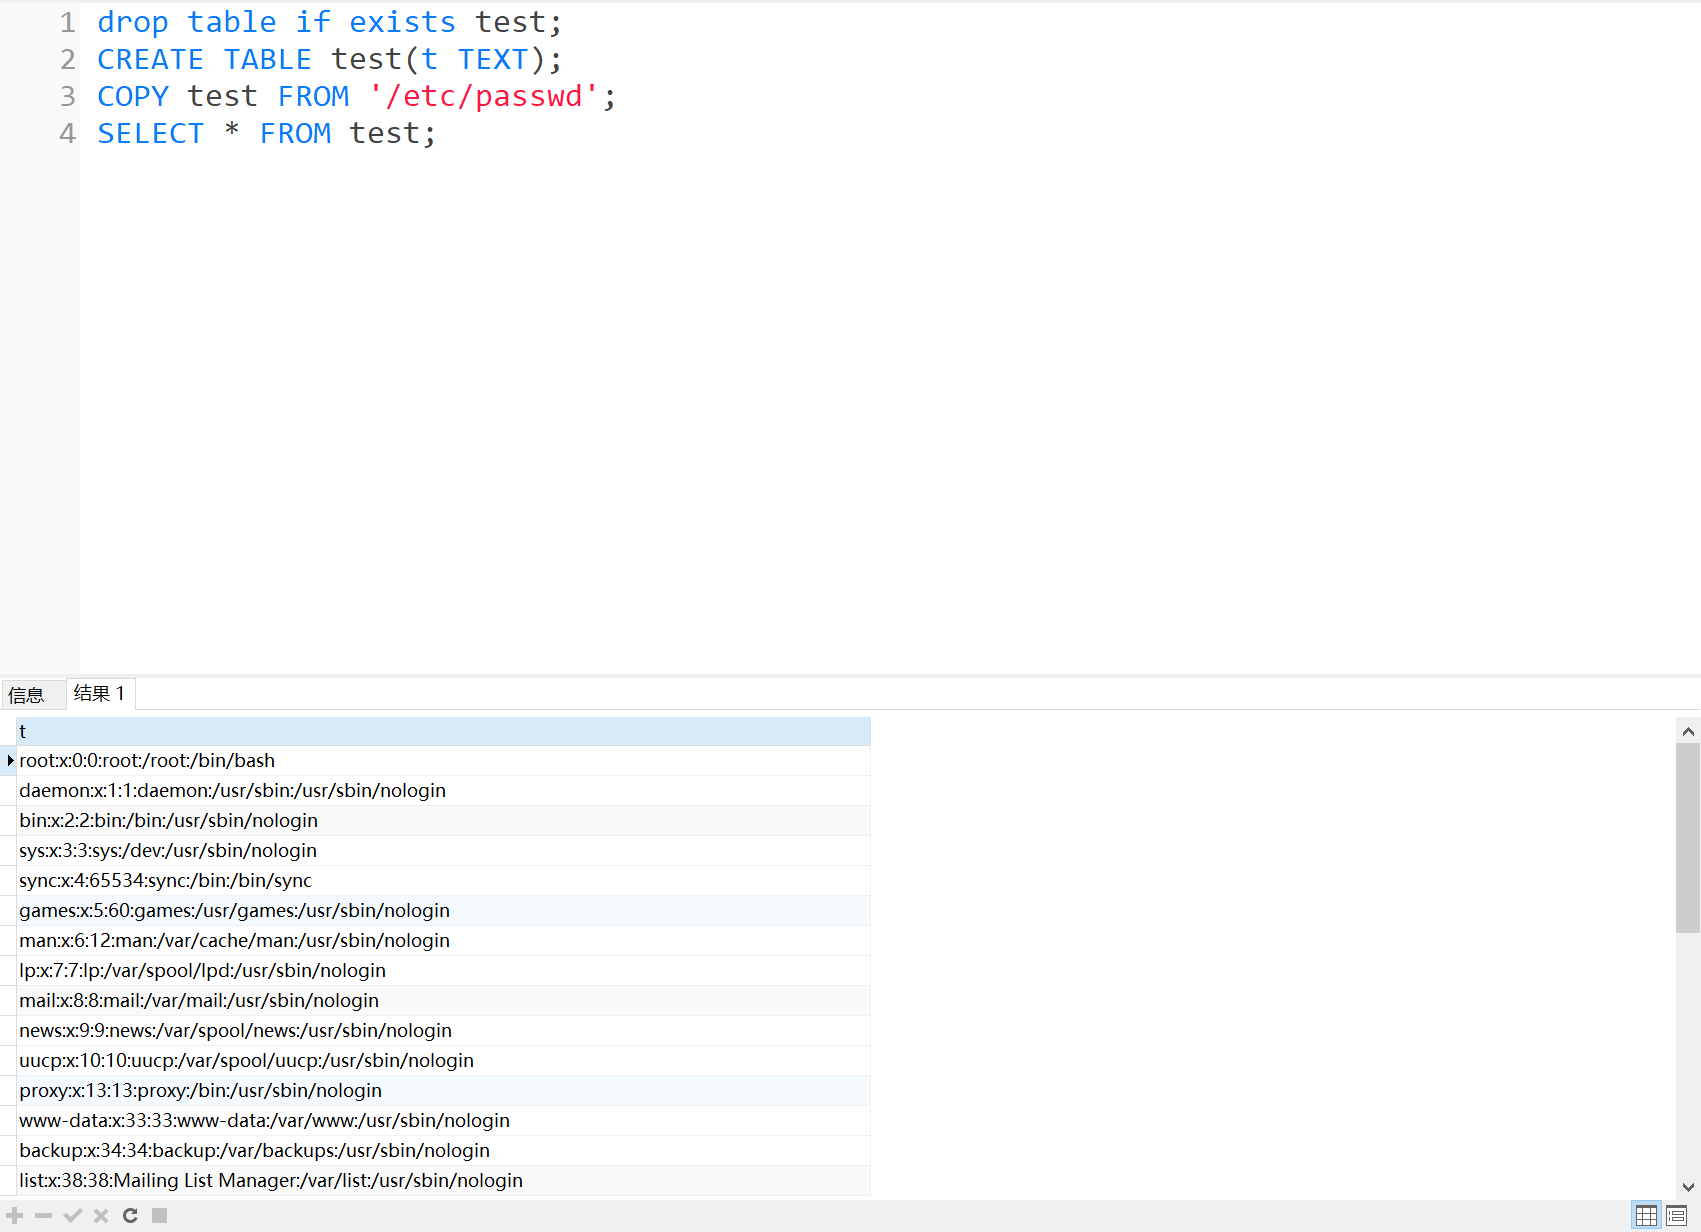 1 drop table if exists test;
2 CREATE TABLE test(t TEXT);
3 COPY test FROM '/etc/passwd';
4 SELECT * FROM test;
信息 结果 1
t
root:x:0:0:root:/root:/bin/bash
daemon:x:1:1:daemon:/usr/sbin:/usr/sbin/nologin
bin:x:2:2:bin:/bin:/usr/sbin/nologin
sys:x:3:3:sys:/dev:/usr/sbin/nologin
sync:x:4:65534:sync:/bin:/bin/sync
games:x:5:60:games:/usr/games:/usr/sbin/nologin
man:x:6:12:man:/var/cache/man:/usr/sbin/nologin
lp:x:7:7:lp:/var/spool/lpd:/usr/sbin/nologin
mail:x:8:8:mail:/var/mail:/usr/sbin/nologin
news:x:9:9:news:/var/spool/news:/usr/sbin/nologin
uucp:x:10:10:uucp:/var/spool/uucp:/usr/sbin/nologin
proxy:x:13:13:proxy:/bin:/usr/sbin/nologin
www-data:x:33:33:www-data:/var/www:/usr/sbin/nologin
backup:x:34:34:backup:/var/backups:/usr/sbin/nologin
list:x:38:38:Mailing List Manager:/var/list:/usr/sbin/nologin